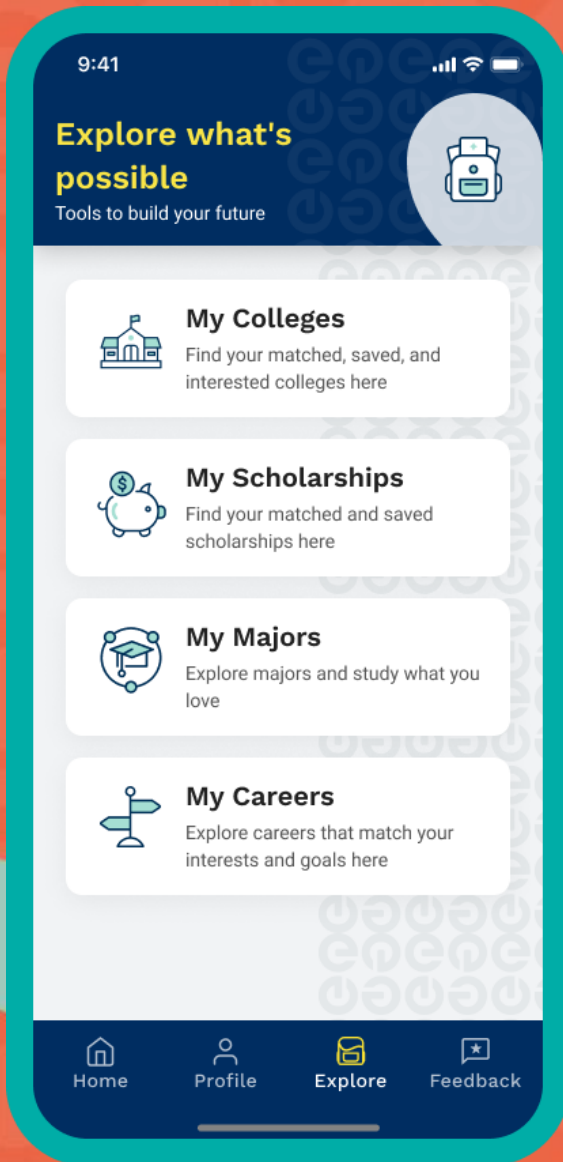 9:41
Explore what's
possible
Tools to build your future
My Colleges
Find your matched, saved, and
interested colleges here
My Scholarships
$
Find your matched and saved
scholarships here
My Majors
Explore majors and study what you
love
My Careers
Explore careers that match your
interests and goals here
Home
Profile
Explore
Feedback